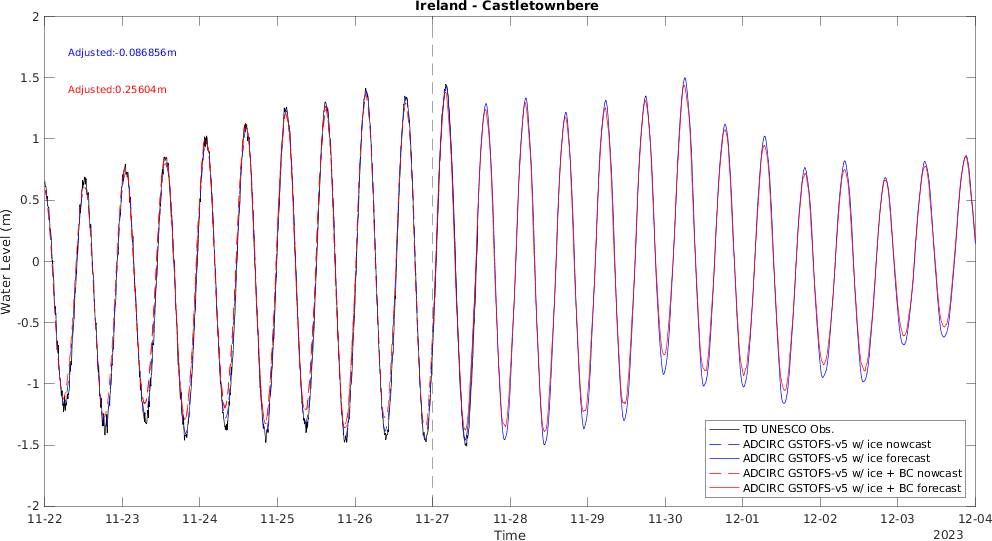 Ireland - Castletownbere
Adjusted:-0.086856m
Adjusted:0.25604m
Water Level (m)
2
1.5
1
0.5
0
-0.5
-1
-1.5
-2
11-22 11-23 11-24 11-25 11-26 11-27 11-28 11-29 11-30 12-01 12-02 12-03 12-04
Time
2023
TD UNESCO Obs.
ADCIRC GSTOFS-v5 w/ ice nowcast
ADCIRC GSTOFS-v5 w/ ice forecast
ADCIRC GSTOFS-v5 w/ ice + BC nowcast
ADCIRC GSTOFS-v5 w/ ice + BC forecast